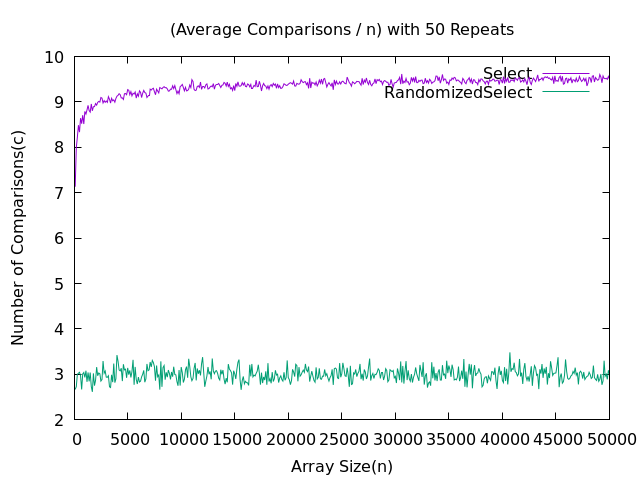 (Average Comparisons / n) with 50 Repeats
Number of Comparisons(c)
10
9
8
7
6
5
4
3
2
Select
RandomizedSelect
0 5000 10000 15000 20000 25000 30000 35000 40000 45000 50000
Array Size(n)